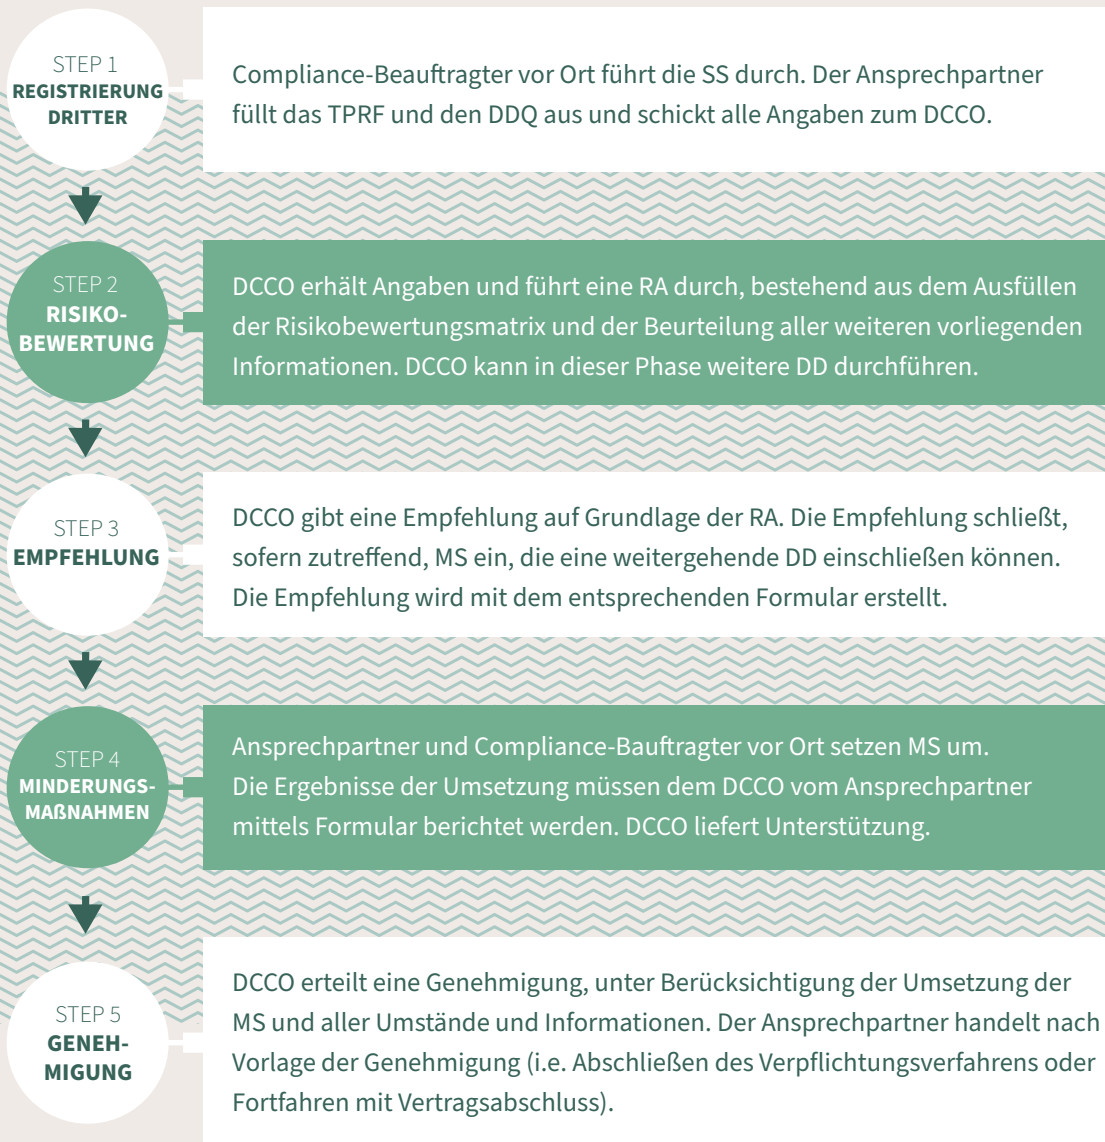 STEP 1
REGISTRIERUNG
DRITTER
Compliance-Beauftragter vor Ort führt die SS durch. Der Ansprechpartner
füllt das TPRF und den DDQ aus und schickt alle Angaben zum DCCO.
STEP 2
RISIKO-
BEWERTUNG
DCCO erhält Angaben und führt eine RA durch, bestehend aus dem Ausfüllen
der Risikobewertungsmatrix und der Beurteilung aller weiteren vorliegenden
Informationen. DCCO kann in dieser Phase weitere DD durchführen.
STEP 3
EMPFEHLUNG
DCCO gibt eine Empfehlung auf Grundlage der RA. Die Empfehlung schließt,
sofern zutreffend, MS ein, die eine weitergehende DD einschließen können.
Die Empfehlung wird mit dem entsprechenden Formular erstellt.
STEP 4
MINDERUNGS-
MAßNAHMEN
Ansprechpartner und Compliance-Bauftragter vor Ort setzen MS um.
Die Ergebnisse der Umsetzung müssen dem DCCO vom Ansprechpartner
mittels Formular berichtet werden. DCCO liefert Unterstützung.
STEP 5
GENEH-
MIGUNG
DCCO erteilt eine Genehmigung, unter Berücksichtigung der Umsetzung der
MS und aller Umstände und Informationen. Der Ansprechpartner handelt nach
Vorlage der Genehmigung (i.e. Abschließen des Verpflichtungsverfahrens oder
Fortfahren mit Vertragsabschluss).